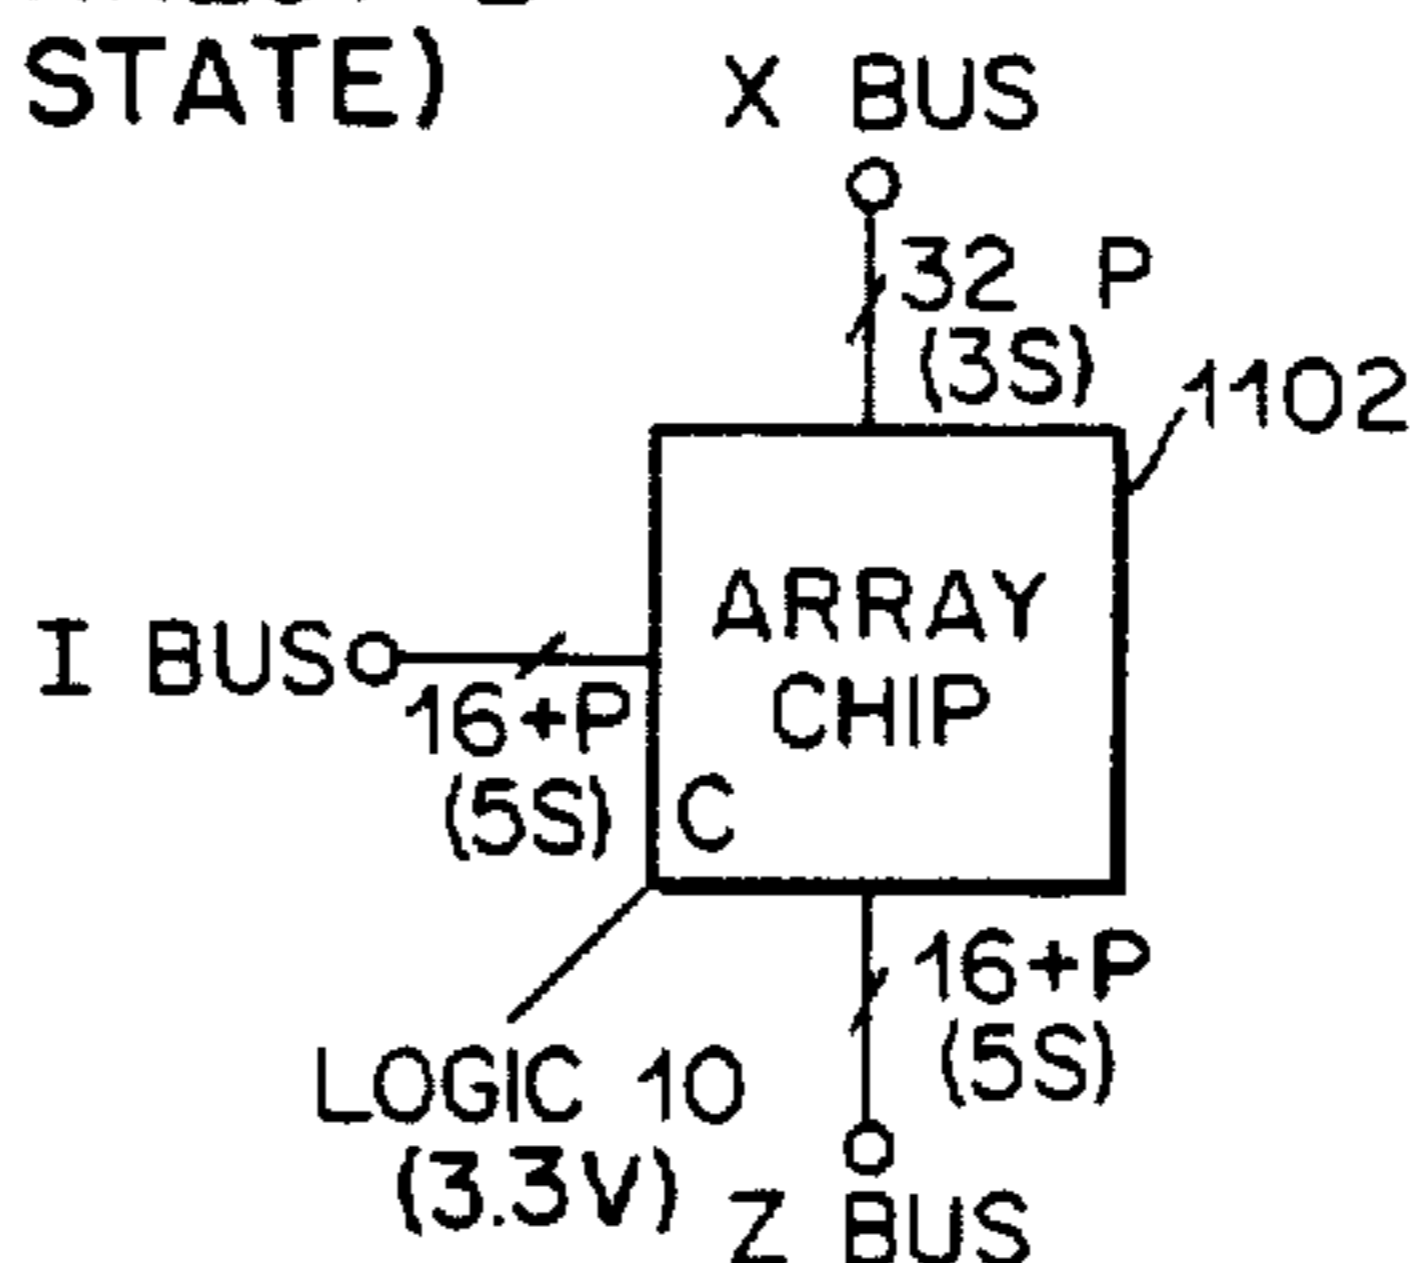 STATE)
X BUS
32 P
(3S)
1102
ARRAY
CHIP
I BUS
16+P
(5S)
C
16+P
(5S)
LOGIC 10
(3.3V)
Z BUS